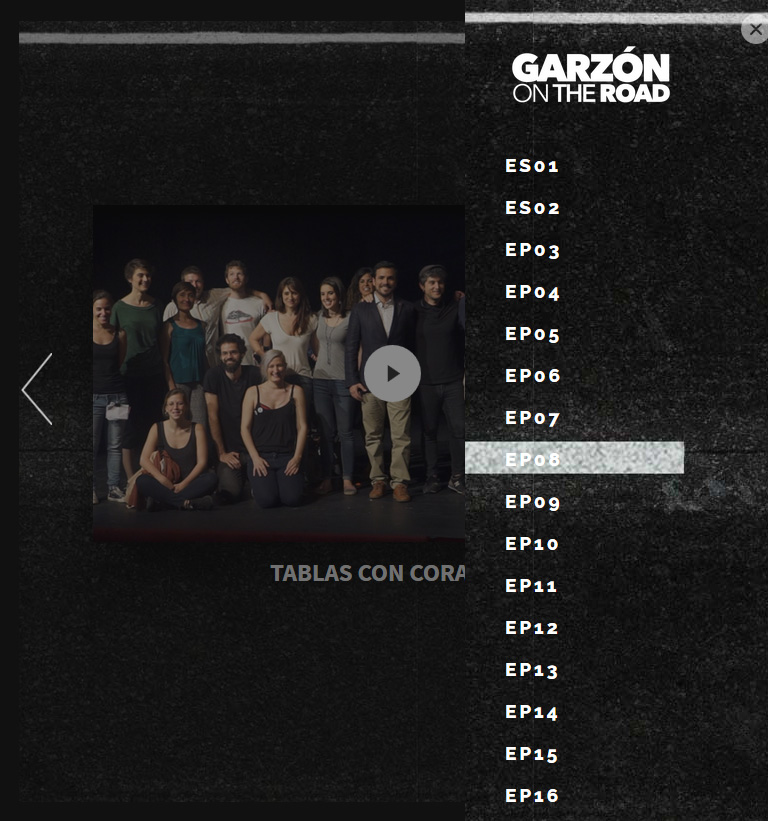 GARZÓN
ON THE ROAD
ES01
ES02
EP03
EP04
EP05
EP06
EP07
EP08
EP09
EP10
EP11
EP12
EP13
EP14
EP15
EP16
TABLAS CON CORA